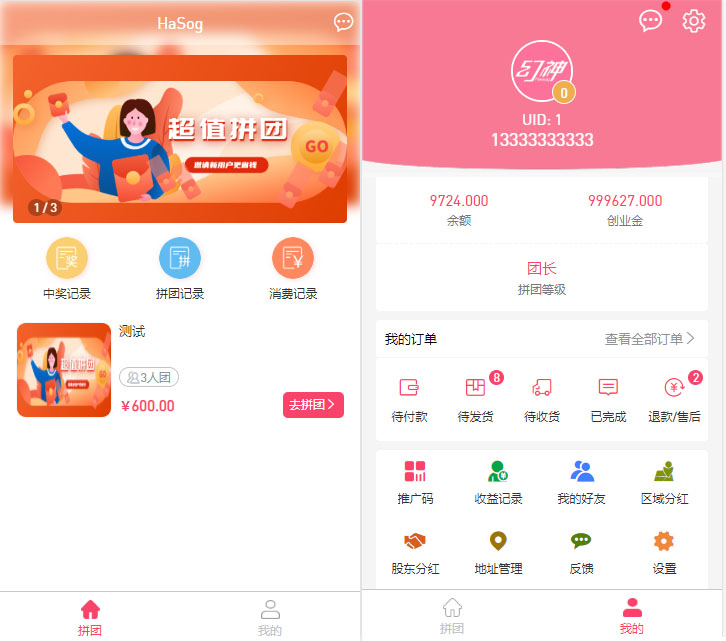 HaSog
超值拼团
邀请新用户更省钱
GO
1 / 3
奖
拼
¥
中奖记录
拼团记录
消费记录
超值拼团
测试
3人团
¥600.00
去拼团
拼团
我的
幻神
0
UID: 1
13333333333
9724.000
999627.000
余额
创业金
团长
拼团等级
我的订单
查看全部订单
8
2
待付款
待发货
待收货
已完成
退款/售后
推广码
收益记录
我的好友
区域分红
股东分红
地址管理
反馈
设置
拼团
我的